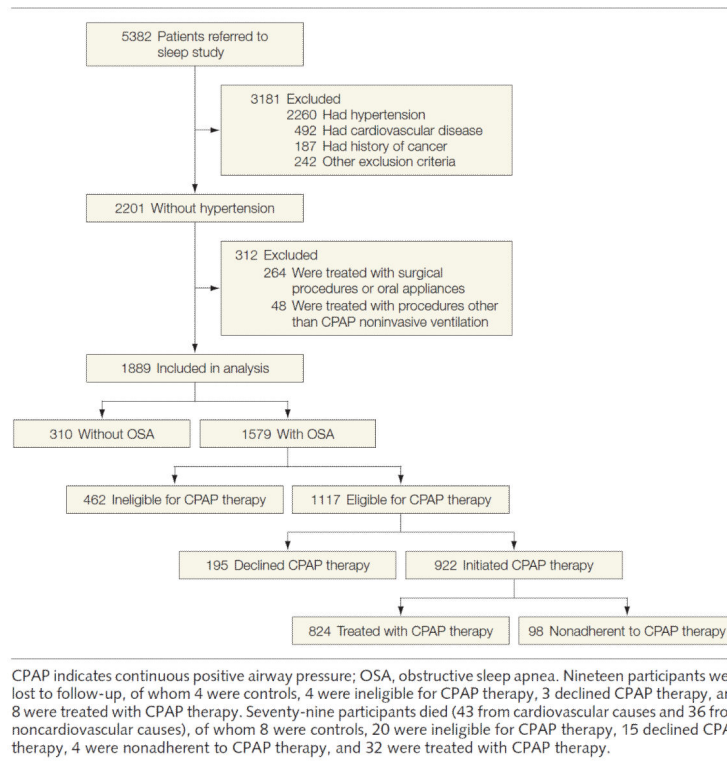 5382 Patients referred to
sleep study
3181 Excluded
2260 Had hypertension
492 Had cardiovascular disease
187 Had history of cancer
242 Other exclusion criteria
2201 Without hypertension
312 Excluded
264 Were treated with surgical
procedures or oral appliances
48 Were treated with procedures other
than CPAP noninvasive ventilation
1889 Included in analysis
310 Without OSA
1579 With OSA
462 Ineligible for CPAP therapy
1117 Eligible for CPAP therapy
195 Declined CPAP therapy
922 Initiated CPAP therapy
824 Treated with CPAP therapy
98 Nonadherent to CPAP therapy
CPAP indicates continuous positive airway pressure; OSA, obstructive sleep apnea. Nineteen participants
lost to follow-up, of whom 4 were controls, 4 were ineligible for CPAP therapy, 3 declined CPAP therapy,
8 were treated with CPAP therapy. Seventy-nine participants died (43 from cardiovascular causes and 36 from
noncardiovascular causes), of whom 8 were controls, 20 were ineligible for CPAP therapy, 15 declined
therapy, 4 were nonadherent to CPAP therapy, and 32 were treated with CPAP therapy.